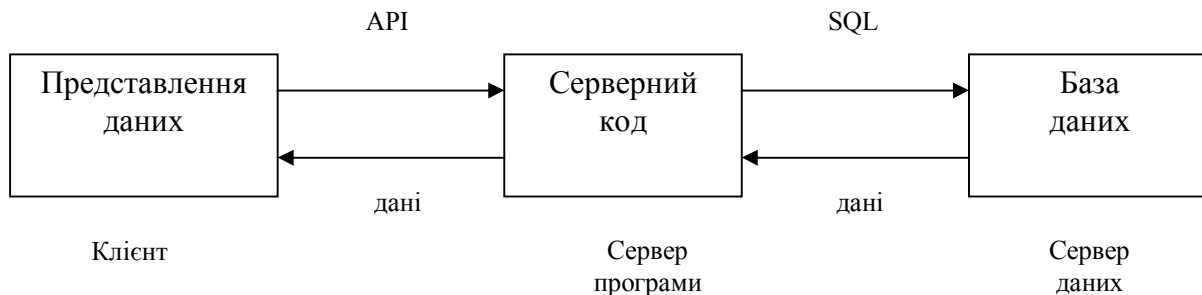 API
SQL
Представлення
даних
Серверний
код
База
даних
дані
дані
Клієнт
Сервер
програми
Сервер
даних